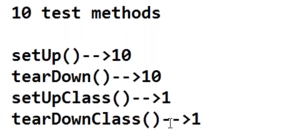 10 test methods
setUp()-->10
tearDown()-->10
setUpClass()-->1
tearDownClass()-->1